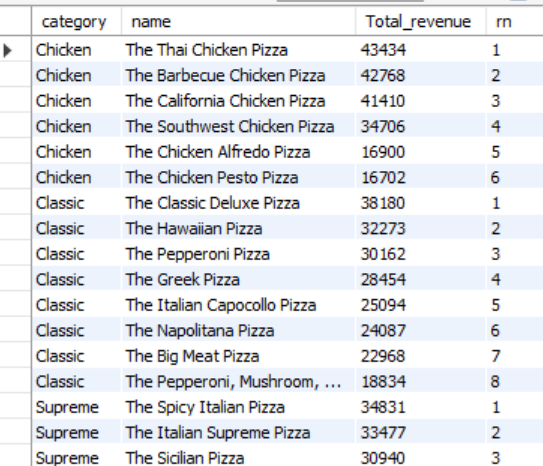 category name Total_revenue rn
Chicken The Thai Chicken Pizza 43434 1
Chicken The Barbecue Chicken Pizza 42768 2
Chicken The California Chicken Pizza 41410 3
Chicken The Southwest Chicken Pizza 34706 4
Chicken The Chicken Alfredo Pizza 16900 5
Chicken The Chicken Pesto Pizza 16702 6
Classic The Classic Deluxe Pizza 38180 1
Classic The Hawaiian Pizza 32273 2
Classic The Pepperoni Pizza 30162 3
Classic The Greek Pizza 28454 4
Classic The Italian Capocollo Pizza 25094 5
Classic The Napolitana Pizza 24087 6
Classic The Big Meat Pizza 22968 7
Classic The Pepperoni, Mushroom, ... 18834 8
Supreme The Spicy Italian Pizza 34831 1
Supreme The Italian Supreme Pizza 33477 2
Supreme The Sicilian Pizza 30940 3